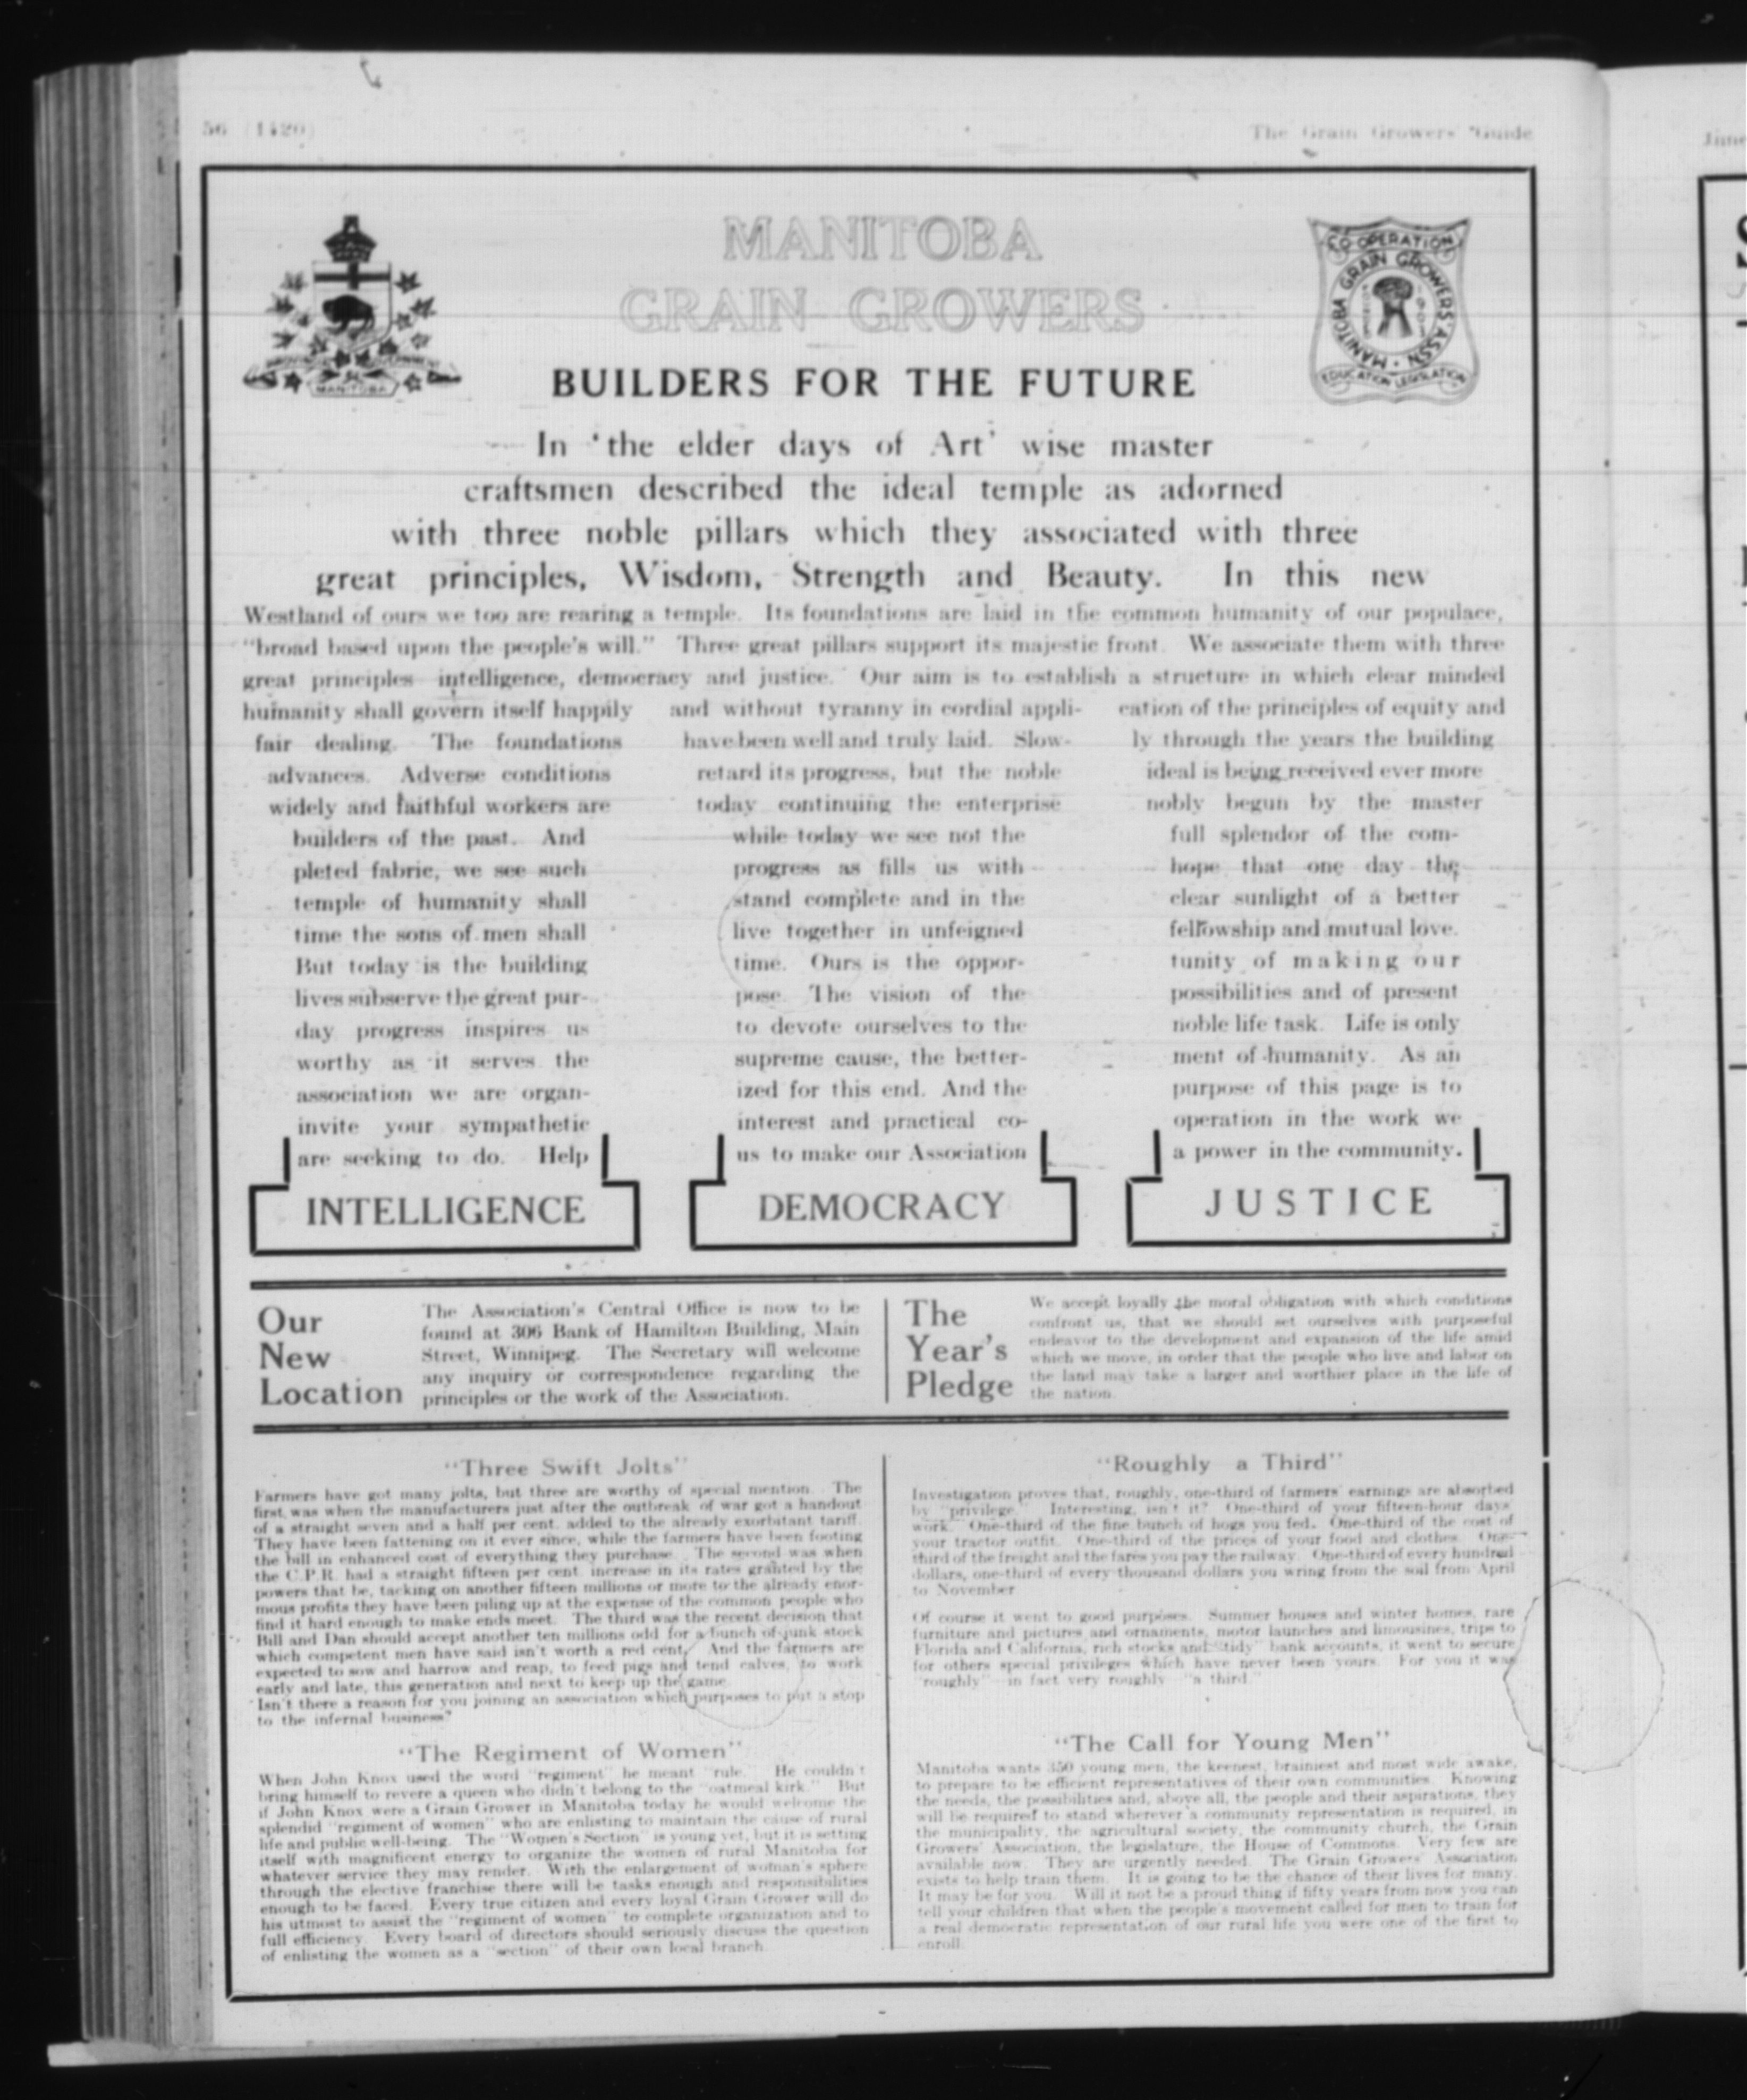 56 (1420)
The Grain Growers' Guide
MANITOBA
GRAIN GROWERS
MANITOBA
CO-OPERATION
MANITOBA GRAIN GROWERS' ASSN
EDUCATION LEGISLATION
BUILDERS FOR THE FUTURE
In 'the elder days of Art' wise master
craftsmen described the ideal temple as adorned
with three noble pillars which they associated with three
great principles, Wisdom, Strength and Beauty. In this new
Westland of ours we too are rearing a temple. Its foundations are laid in the common humanity of our populace,
"broad based upon the people's will." Three great pillars support its majestic front. We associate them with three
great principles intelligence, democracy and justice. Our aim is to establish a structure in which clear minded
humanity shall govern itself happily and without tyranny in cordial appli- cation of the principles of equity and
fair dealing. The foundations have been well and truly laid. Slow- ly through the years the building
advances. Adverse conditions retard its progress, but the noble ideal is being received ever more
widely and faithful workers are today continuing the enterprise nobly begun by the master
builders of the past. And while today we see not the full splendor of the com-
pleted fabric, we see such progress as fills us with hope that one day the
temple of humanity shall stand complete and in the clear sunlight of a better
time the sons of men shall live together in unfeigned fellowship and mutual love.
But today is the building time. Ours is the oppor- tunity of making our
lives subserve the great pur- pose. The vision of the possibilities and of present
day progress inspires us to devote ourselves to the noble life task. Life is only
worthy as it serves the supreme cause, the better- ment of humanity. As an
association we are organ- ized for this end. And the purpose of this page is to
invite your sympathetic interest and practical co- operation in the work we
are seeking to do. Help us to make our Association a power in the community.
INTELLIGENCE DEMOCRACY JUSTICE
Our
New
Location
The Association's Central Office is now to be
found at 306 Bank of Hamilton Building, Main
Street, Winnipeg. The Secretary will welcome
any inquiry or correspondence regarding the
principles or the work of the Association.
The
Year's
Pledge
We accept loyally the moral obligation with which conditions
confront us, that we should set ourselves with purposeful
endeavor to the development and expansion of the life amid
which we move, in order that the people who live and labor on
the land may take a larger and worthier place in the life of
the nation.
"Three Swift Jolts"
Farmers have got many jolts, but three are worthy of special mention. The
first was when the manufacturers just after the outbreak of war got a handout
of a straight seven and a half per cent. added to the already exorbitant tariff.
They have been fattening on it ever since, while the farmers have been footing
the bill in enhanced cost of everything they purchase. The second was when
the C.P.R. had a straight fifteen per cent. increase in its rates granted by the
powers that be, tacking on another fifteen millions or more to the already enor-
mous profits they have been piling up at the expense of the common people who
find it hard enough to make ends meet. The third was the recent decision that
Bill and Dan should accept another ten millions odd for a bunch of junk stock
which competent men have said isn't worth a red cent. And the farmers are
expected to sow and harrow and reap, to feed pigs and tend calves, to work
early and late, this generation and next to keep up the game.
Isn't there a reason for you joining an association which purposes to put a stop
to the infernal business?
"The Regiment of Women"
When John Knox used the word "regiment" he meant "rule." He couldn't
bring himself to revere a queen who didn't belong to the "oatmeal kirk." But
if John Knox were a Grain Grower in Manitoba today he would welcome the
splendid "regiment of women" who are enlisting to maintain the cause of rural
life and public well-being. The "Women's Section" is young yet, but it is setting
itself with magnificent energy to organize the women of rural Manitoba for
whatever service they may render. With the enlargement of woman's sphere
through the elective franchise there will be tasks enough and responsibilities
enough to be faced. Every true citizen and every loyal Grain Grower will do
his utmost to assist the "regiment of women" to complete organization and to
full efficiency. Every board of directors should seriously discuss the question
of enlisting the women as a "section" of their own local branch.
"Roughly a Third"
Investigation proves that, roughly, one-third of farmers' earnings are absorbed
by "privilege." Interesting, isn't it? One-third of your fifteen-hour days'
work. One-third of the fine bunch of hogs you fed. One-third of the cost of
your tractor outfit. One-third of the prices of your food and clothes. One-
third of the freight and the fares you pay the railway. One-third of every hundred
dollars, one-third of every thousand dollars you wring from the soil from April
to November.
Of course it went to good purposes. Summer houses and winter homes, rare
furniture and pictures and ornaments, motor launches and limousines, trips to
Florida and California, rich stocks and "tidy" bank accounts, it went to secure
for others special privileges which have never been yours. For you it was
"roughly" in fact very roughly "a third."
"The Call for Young Men"
Manitoba wants 350 young men, the keenest, brainiest and most wide awake,
to prepare to be efficient representatives of their own communities. Knowing
the needs, the possibilities and, above all, the people and their aspirations, they
will be required to stand wherever a community representation is required, in
the municipality, the agricultural society, the community church, the Grain
Growers' Association, the legislature, the House of Commons. Very few are
available now. They are urgently needed. The Grain Growers' Association
exists to help train them. It is going to be the chance of their lives for many.
It may be for you. Will it not be a proud thing if fifty years from now you can
tell your children that when the people's movement called for men to train for
a real democratic representation of our rural life you were one of the first to
enroll.
June